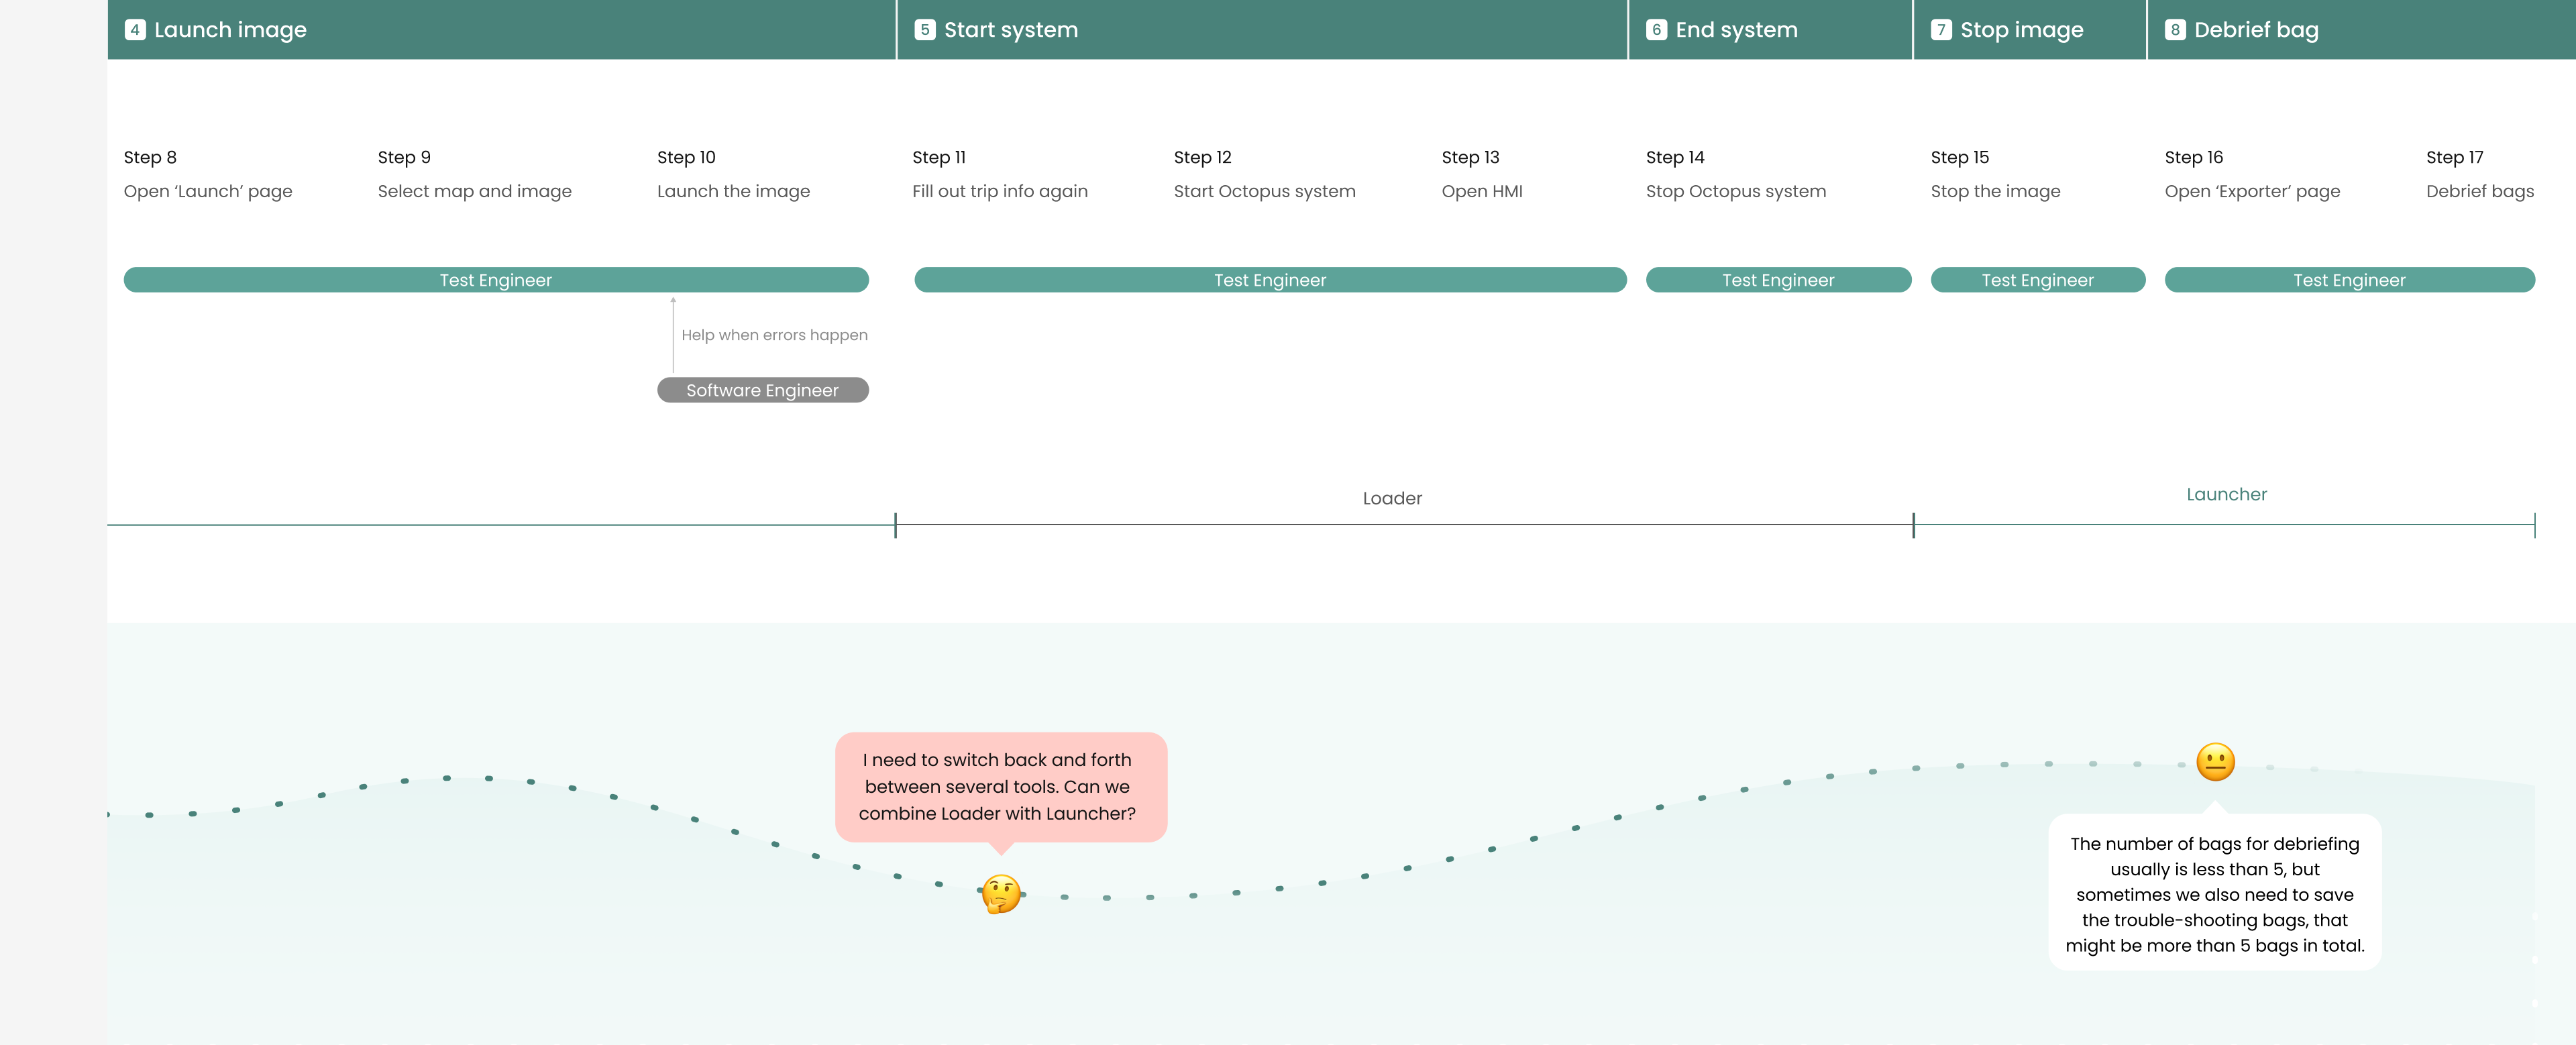 4 Launch image
5 Start system
6 End system
7 Stop image
8 Debrief bag
Step 8
Open ‘Launch’ page
Step 9
Select map and image
Step 10
Launch the image
Step 11
Fill out trip info again
Step 12
Start Octopus system
Step 13
Open HMI
Step 14
Stop Octopus system
Step 15
Stop the image
Step 16
Open ‘Exporter’ page
Step 17
Debrief bags
Test Engineer
Test Engineer
Test Engineer
Test Engineer
Test Engineer
Help when errors happen
Software Engineer
Loader
Launcher
I need to switch back and forth
between several tools. Can we
combine Loader with Launcher?
The number of bags for debriefing
usually is less than 5, but
sometimes we also need to save
the trouble-shooting bags, that
might be more than 5 bags in total.